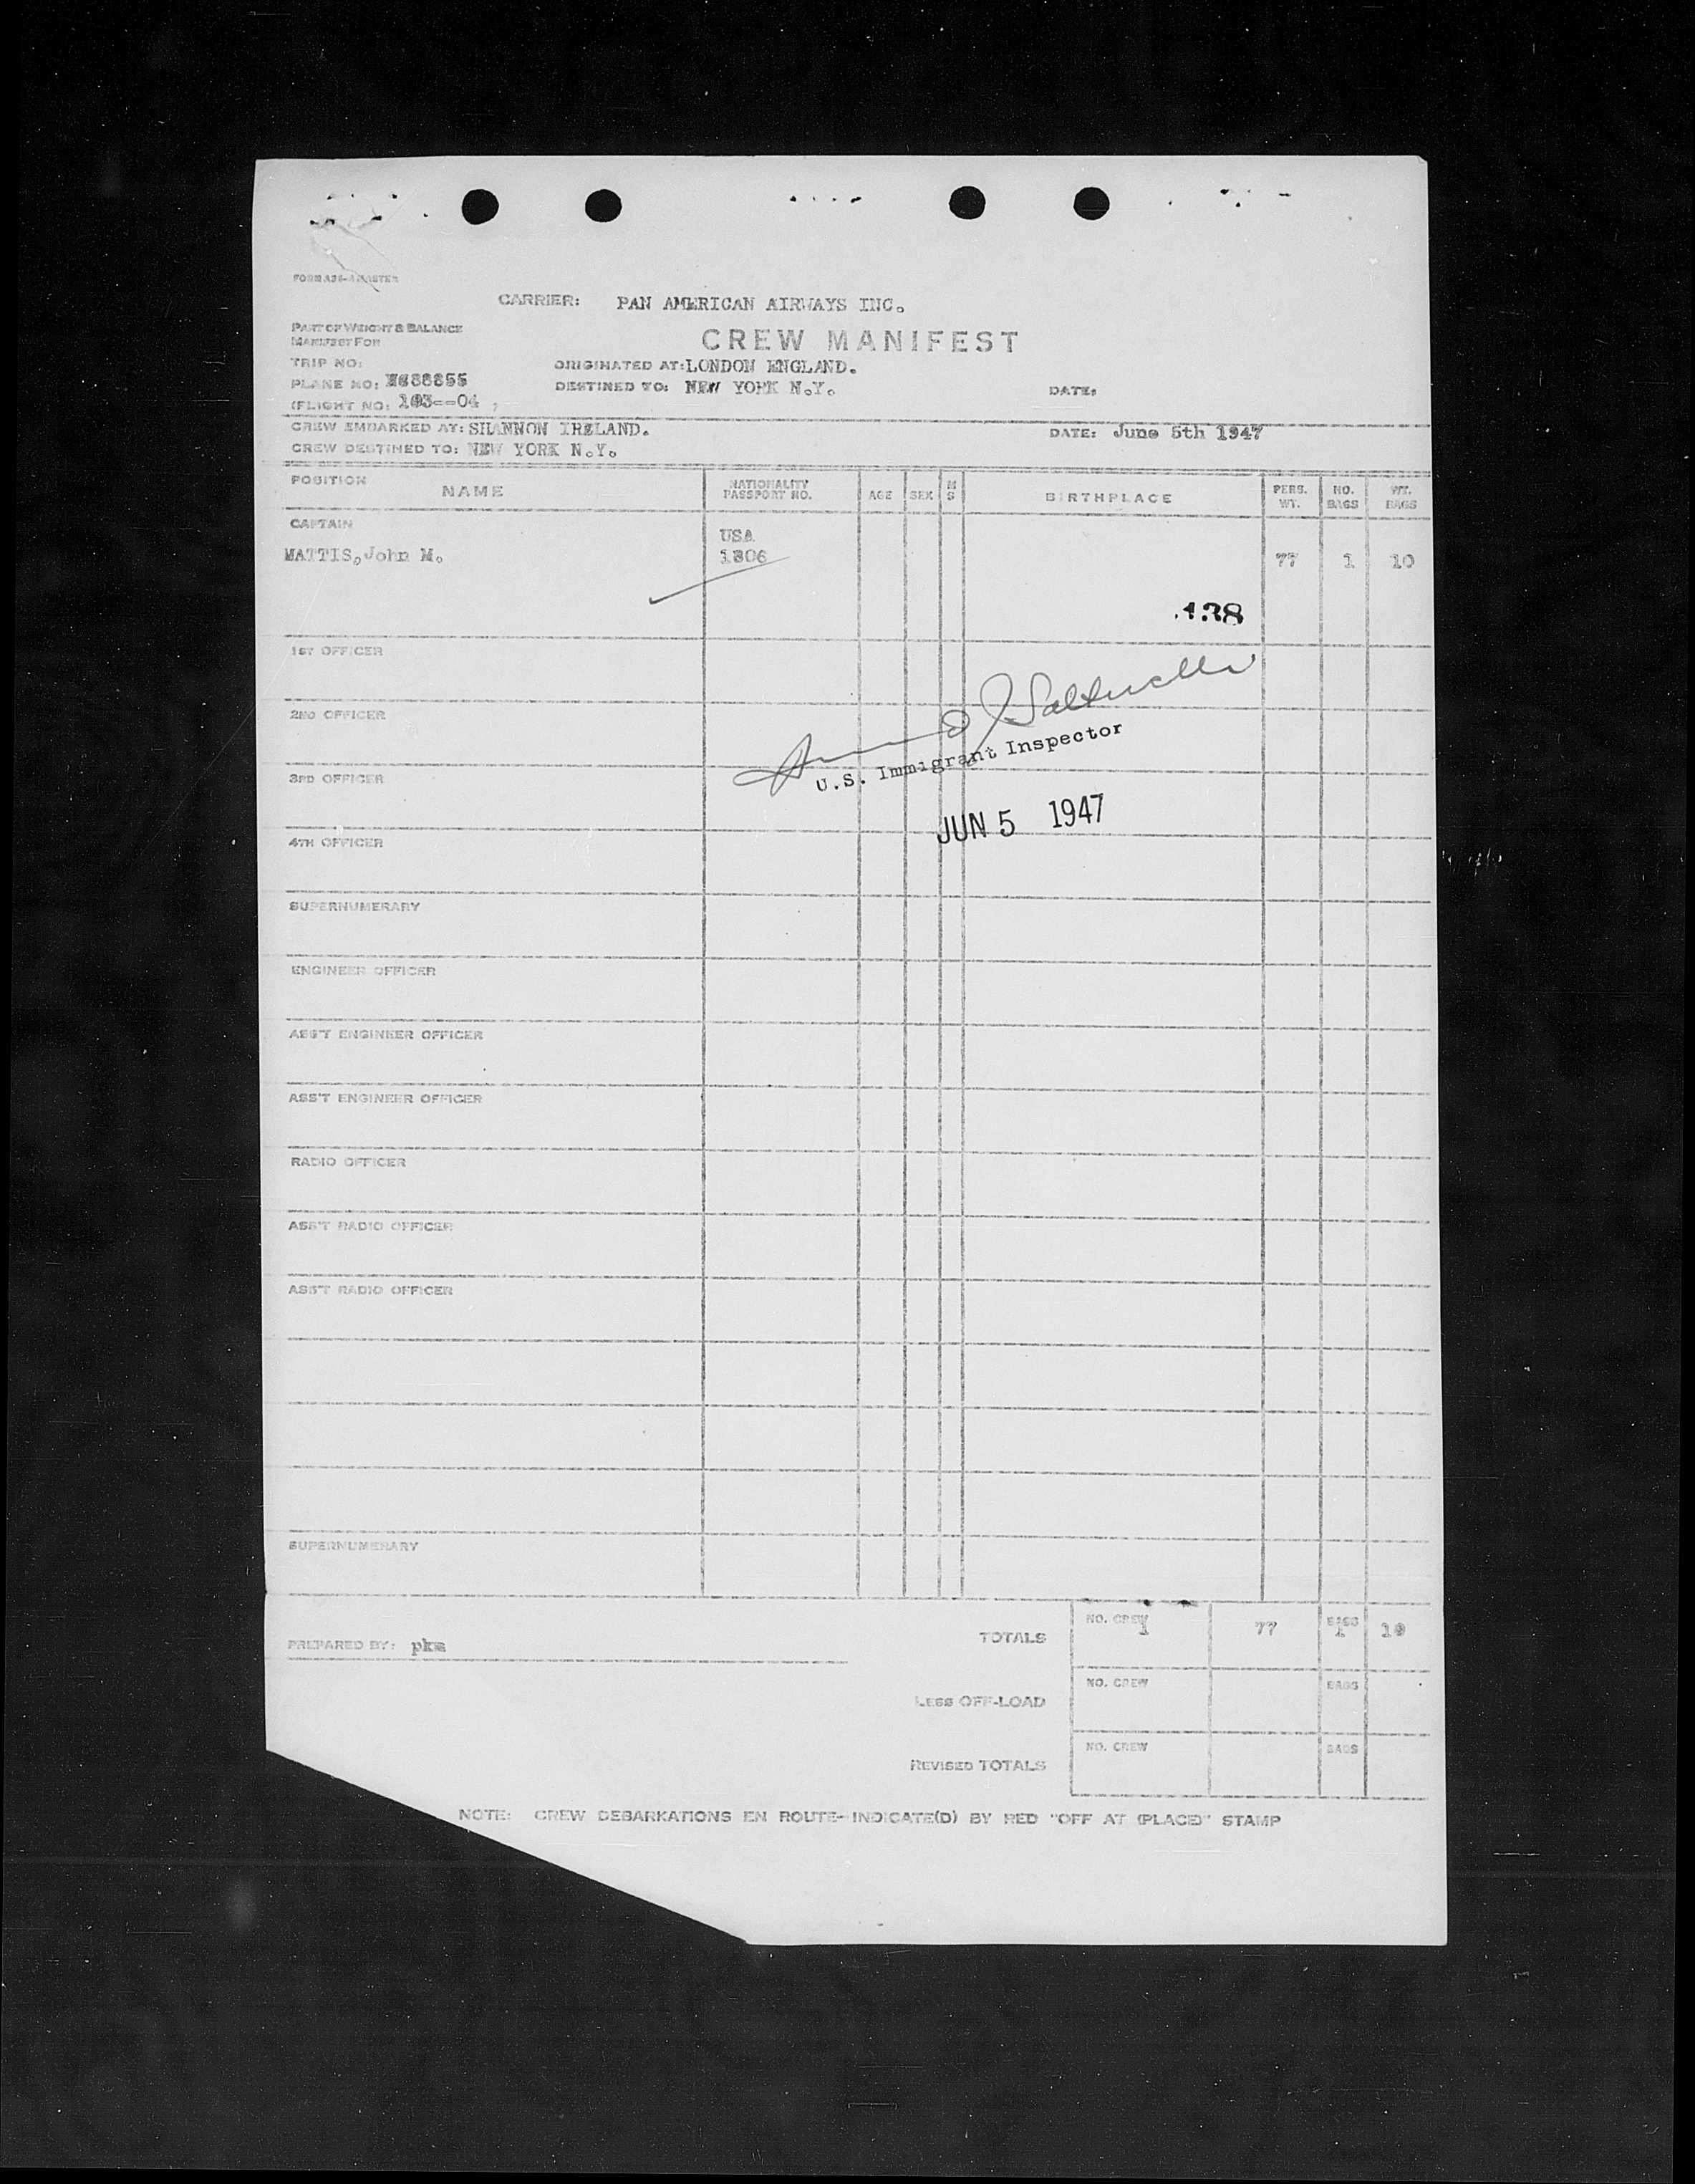 CARRIER: PAN AMERICAN AIRWAYS INC.
PART OF WEIGHT & BALANCE
MANIFEST FOR
CREW MANIFEST
TRIP NO:
ORIGINATED AT: LONDON ENGLAND.
PLANE NO:
DESTINED TO: NEW YORK N.Y.
DATE:
(FLIGHT NO: 103--04 )
CREW EMBARKED AT: SHANNON IRELAND.
DATE: June 5th 1947
CREW DESTINED TO: NEW YORK N.Y.
POSITION
NAME
NATIONALITY
PASSPORT NO.
AGE
SEX
M
S
BIRTHPLACE
PERS.
WT.
NO.
BAGS
WT.
BAGS
CAPTAIN
USA
MATTIS, John M.
1306
77
1
10
138
1ST OFFICER
2ND OFFICER
U.S. Immigrant Inspector
3RD OFFICER
JUN 5 1947
4TH OFFICER
SUPERNUMERARY
ENGINEER OFFICER
ASS'T ENGINEER OFFICER
ASS'T ENGINEER OFFICER
RADIO OFFICER
ASS'T RADIO OFFICER
ASS'T RADIO OFFICER
SUPERNUMERARY
PREPARED BY:
TOTALS
NO. CREW
1
77
BAGS
1
10
LESS OFF-LOAD
NO. CREW
BAGS
REVISED TOTALS
NO. CREW
BAGS
NOTE: CREW DEBARKATIONS EN ROUTE-INDICATE(D) BY RED "OFF AT (PLACE)" STAMP